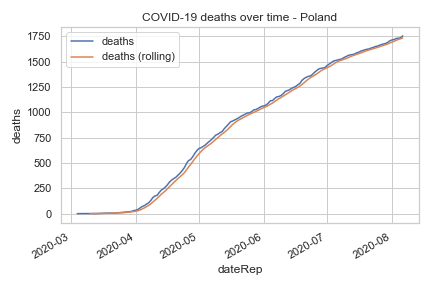 COVID-19 deaths over time - Poland
deaths
deaths (rolling)
1750
1500
1250
1000
750
500
250
0
deaths
2020-03
2020-04
2020-05
2020-06
2020-07
2020-08
dateRep